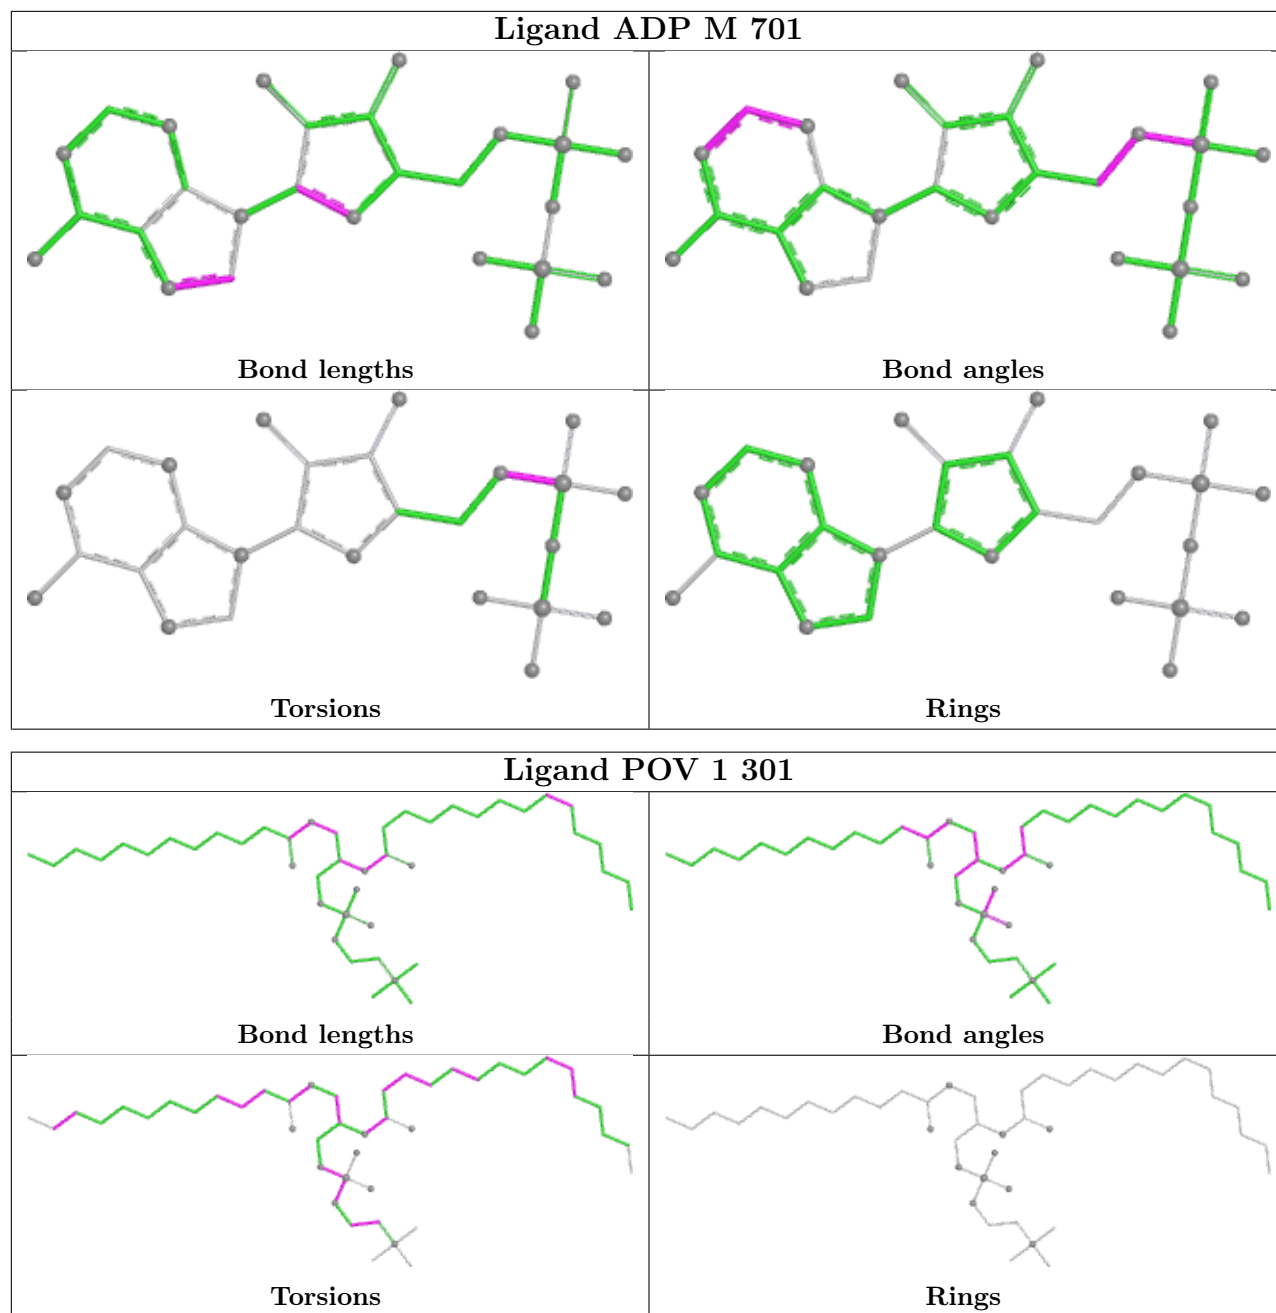 Ligand ADP M 701
Bond lengths
Bond angles
Torsions
Rings
Ligand POV 1 301
Bond lengths
Bond angles
Torsions
Rings